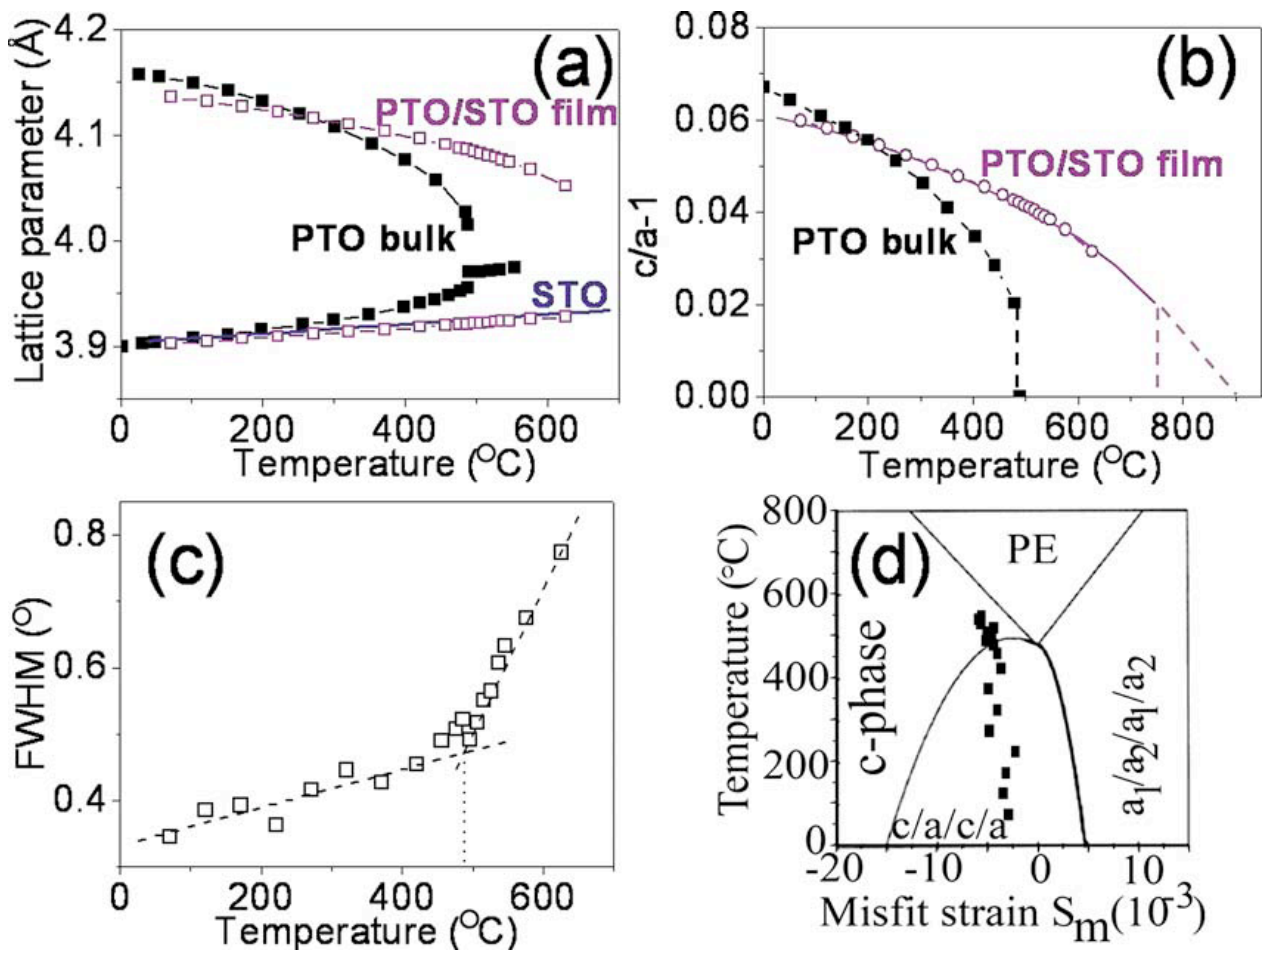 (a)
4.2
4.1
4.0
3.9
Lattice parameter (Å)
PTO/STO film
PTO bulk
STO
0 200 400 600
Temperature (°C)
(b)
0.08
0.06
0.04
0.02
0.00
c/a-1
PTO/STO film
PTO bulk
0 200 400 600 800
Temperature (°C)
(c)
0.8
0.6
0.4
FWHM (°)
0 200 400 600
Temperature (°C)
(d)
800
600
400
200
0
Temperature (°C)
PE
c-phase
c/a/c/a
a1/a2/a1/a2
-20 -10 0 10
Misfit strain Sm(10-3)